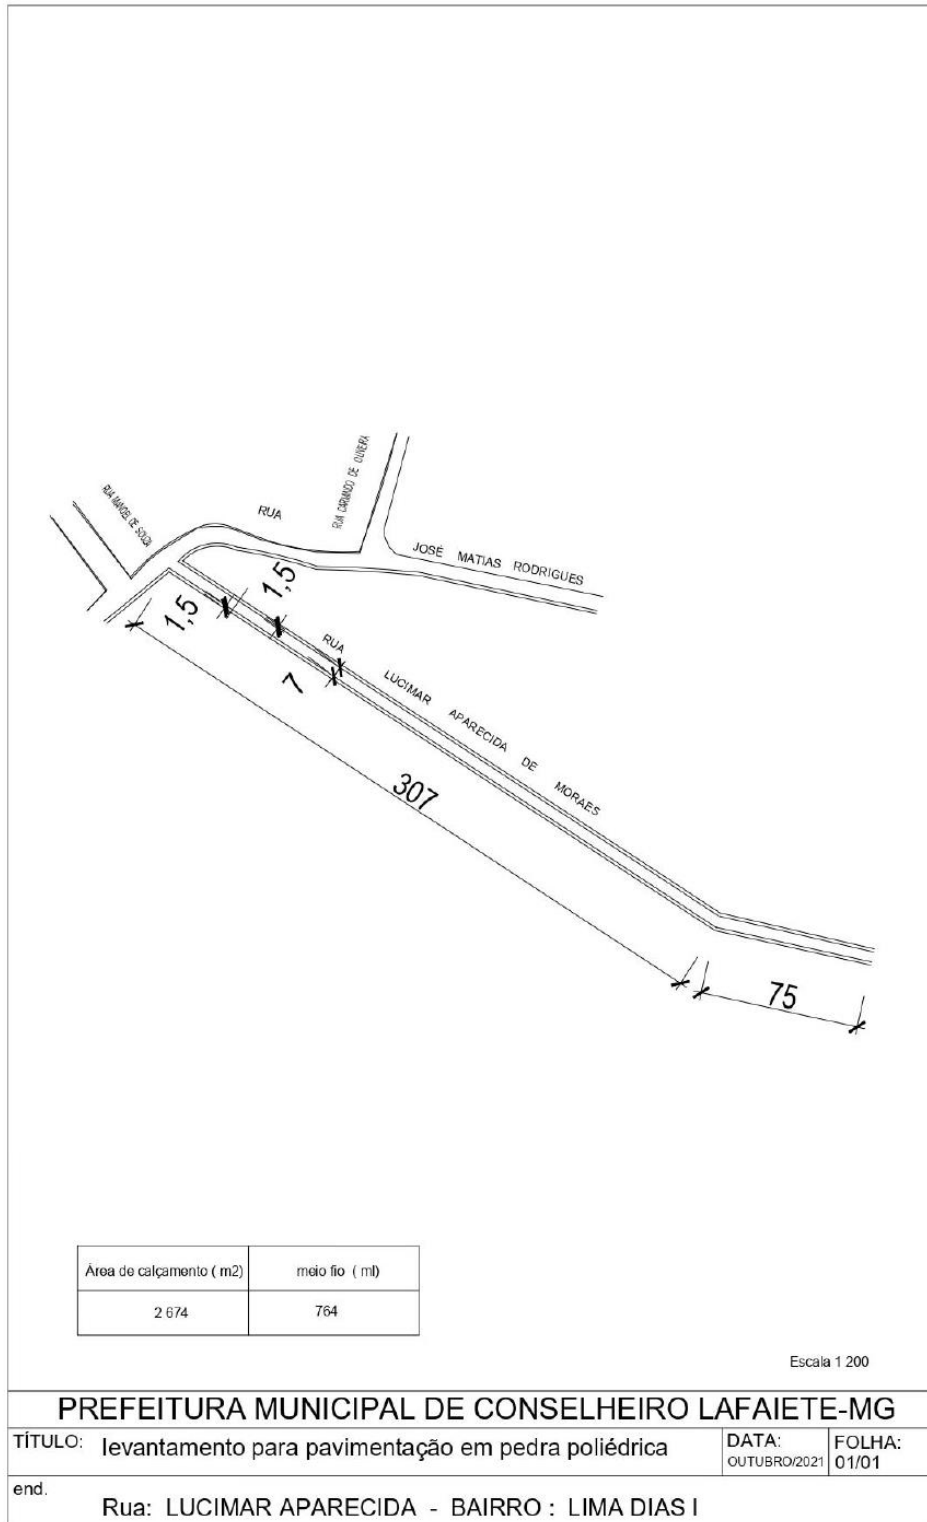 RUA CARMINDO DE OLIVEIRA
RUA MANOEL DE SOUZA
RUA
JOSÉ MATIAS RODRIGUES
1,5
1,5
RUA LUCIMAR APARECIDA DE MORAES
7
307
75
Área de calçamento ( m2) meio fio ( ml)
2 674 764
Escala 1 200
PREFEITURA MUNICIPAL DE CONSELHEIRO LAFAIETE-MG
TÍTULO: levantamento para pavimentação em pedra poliédrica
DATA: OUTUBRO/2021
FOLHA: 01/01
end.
Rua: LUCIMAR APARECIDA - BAIRRO : LIMA DIAS I